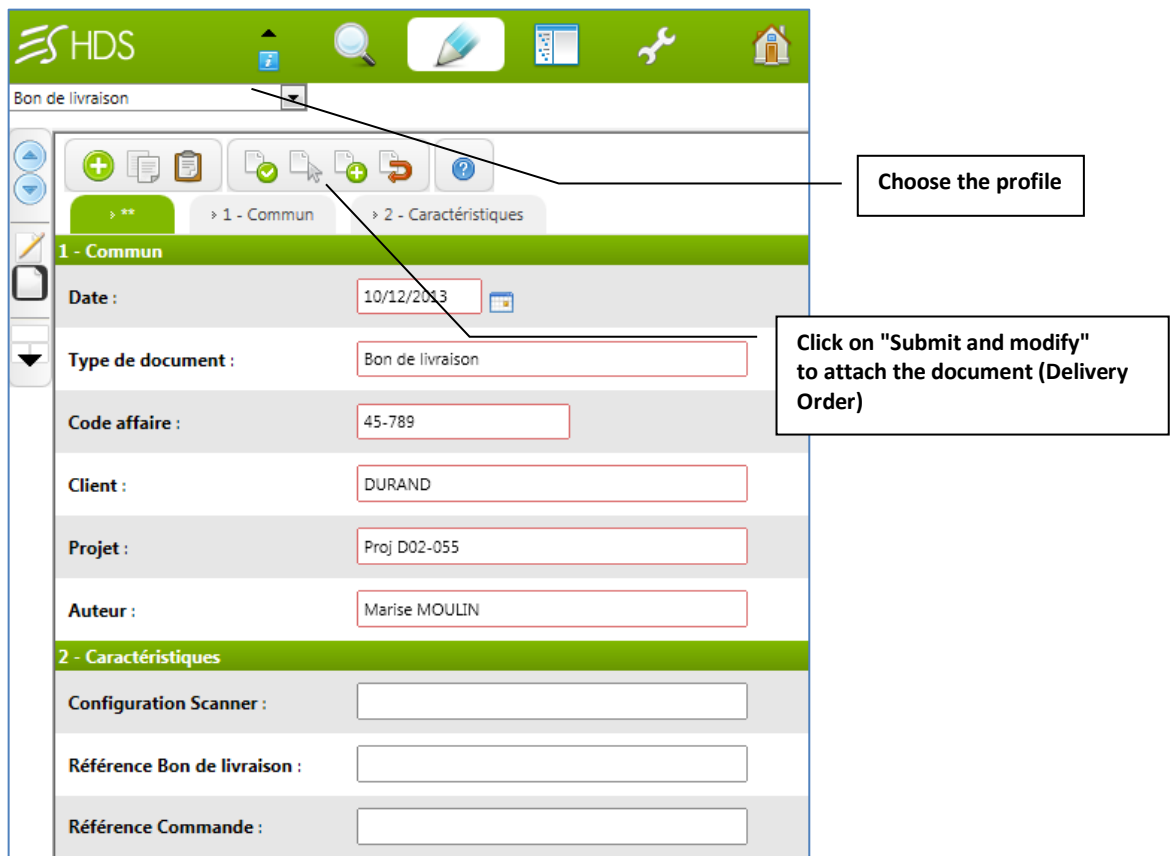 HDS
Bon de livraison
Choose the profile
> ** > 1 - Commun > 2 - Caractéristiques
1 - Commun
Date : 10/12/2013
Type de document : Bon de livraison
Click on "Submit and modify"
to attach the document (Delivery
Order)
Code affaire : 45-789
Client : DURAND
Projet : Proj D02-055
Auteur : Marise MOULIN
2 - Caractéristiques
Configuration Scanner :
Référence Bon de livraison :
Référence Commande :